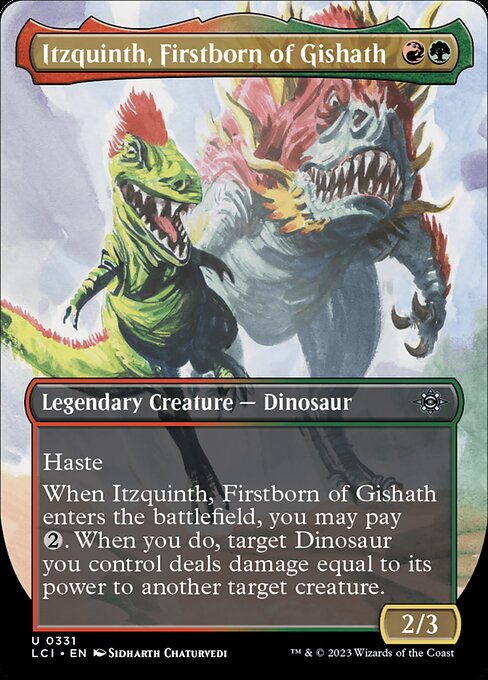 Itzquinth, Firstborn of Gishath
Legendary Creature — Dinosaur
Haste
When Itzquinth, Firstborn of Gishath
enters the battlefield, you may pay
2. When you do, target Dinosaur
you control deals damage equal to its
power to another target creature.
2/3
U 0331
LCI • EN Sidharth Chaturvedi
™ & © 2023 Wizards of the Coast